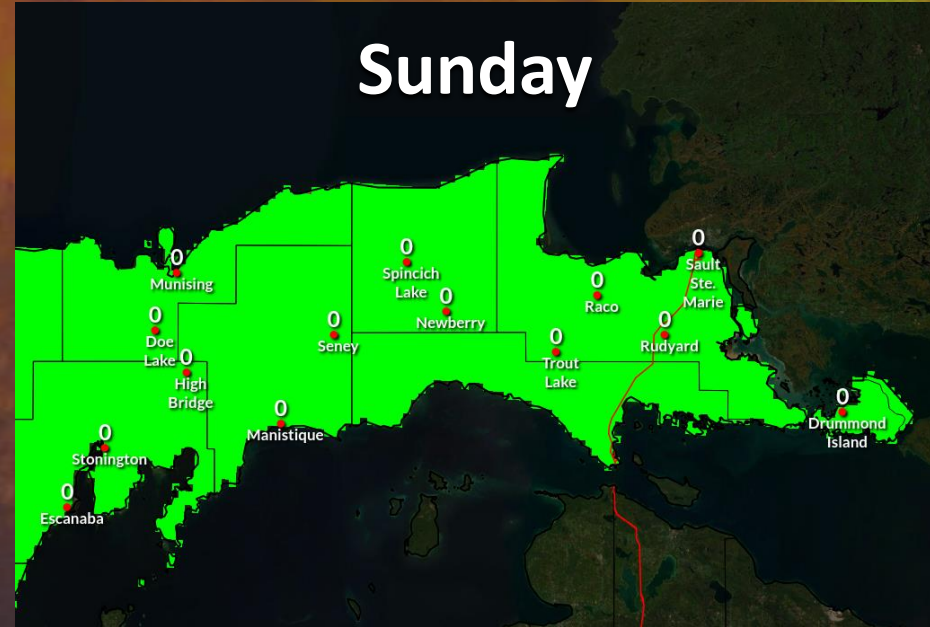 Sunday
0
Sault
Ste.
Marie
0
Spincich
Lake
0
Munising
0
Raco
0
Newberry
0
Doe
Lake
0
Seney
0
Rudyard
0
Trout
Lake
0
High
Bridge
0
Drummond
Island
0
Manistique
0
Stonington
0
Escanaba